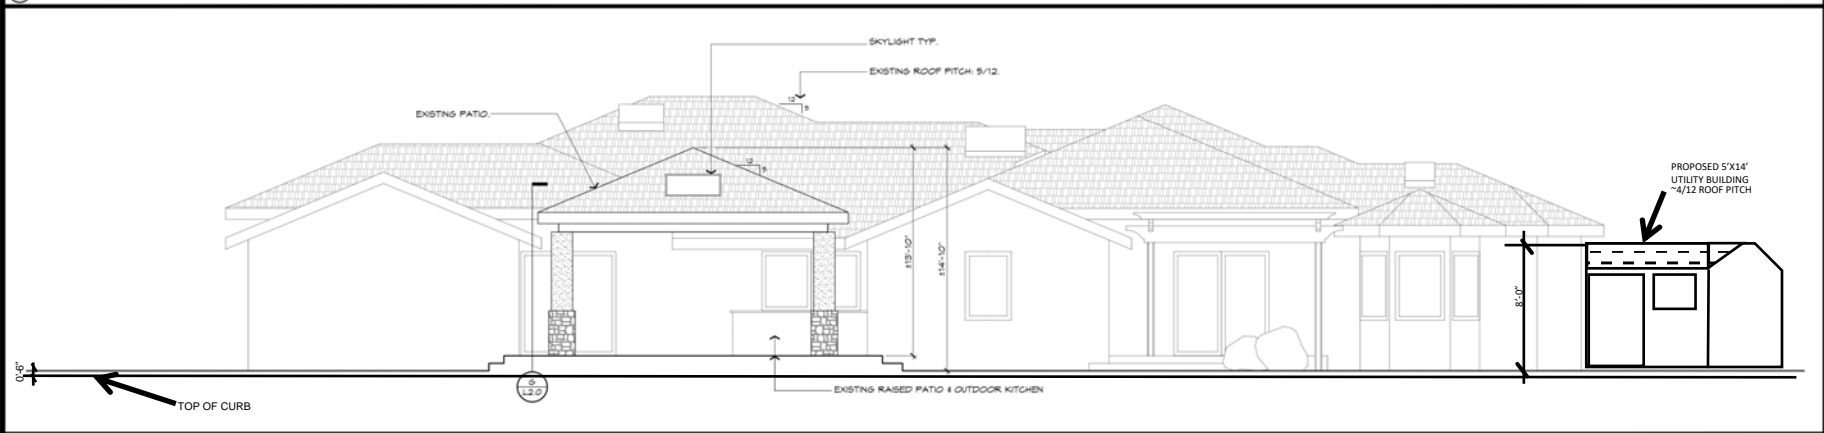 SKYLIGHT TYP.
EXISTING ROOF PITCH: 5/12.
12
5
EXISTING PATIO.
12
5
PROPOSED 5'X14'
UTILITY BUILDING
~4/12 ROOF PITCH
±13'-10"
±14'-10"
8'-0"
0'-6"
G
L2.0
EXISTING RAISED PATIO & OUTDOOR KITCHEN
TOP OF CURB